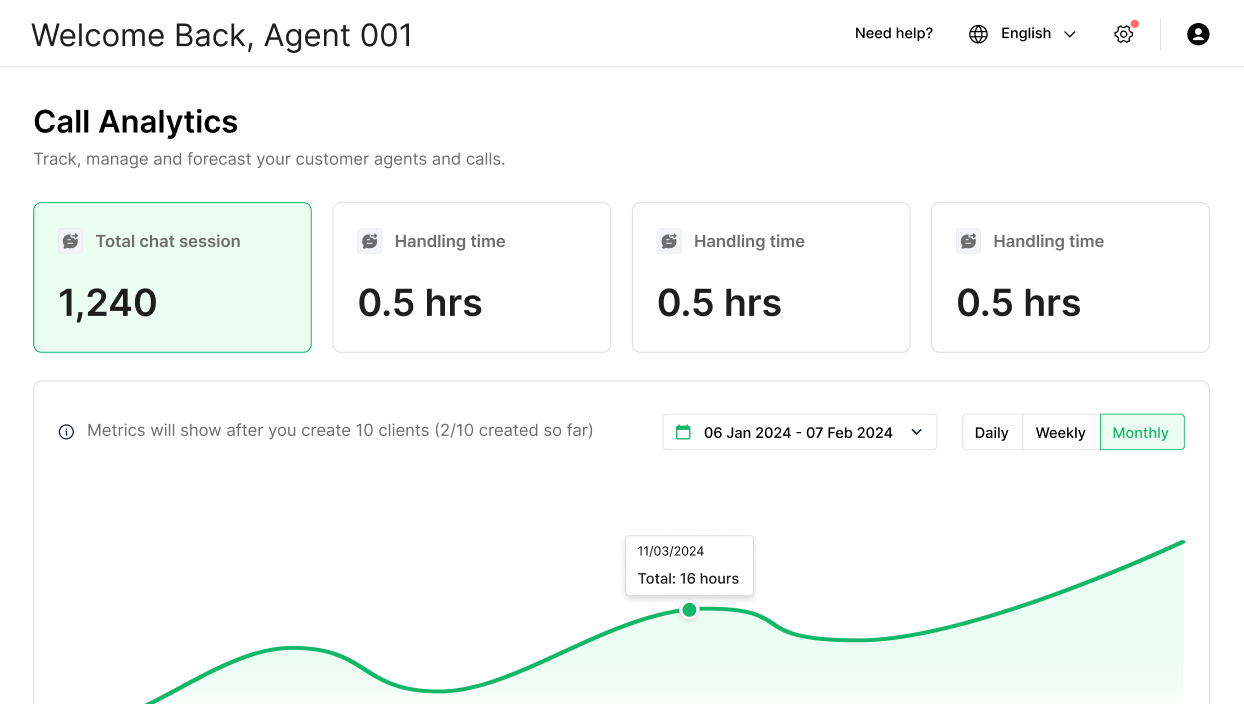 Welcome Back, Agent 001
Need help?
English
Call Analytics
Track, manage and forecast your customer agents and calls.
Total chat session
1,240
Handling time
0.5 hrs
Handling time
0.5 hrs
Handling time
0.5 hrs
Metrics will show after you create 10 clients (2/10 created so far)
06 Jan 2024 - 07 Feb 2024
Daily
Weekly
Monthly
11/03/2024
Total: 16 hours